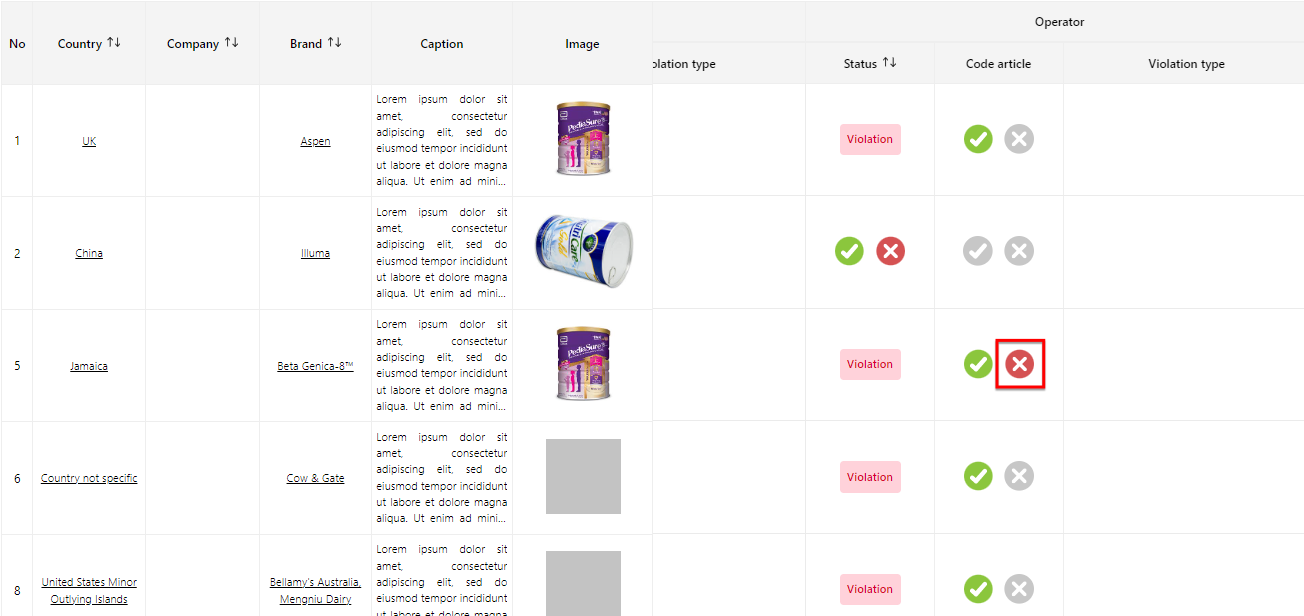 Operator
No
Country
Company
Brand
Caption
Image
olation type
Status
Code article
Violation type
1
UK
Aspen
Lorem ipsum dolor sit
amet, consectetur
adipiscing elit, sed do
eiusmod tempor incididunt
ut labore et dolore magna
aliqua. Ut enim ad mini...
PediaSure
Violation
2
China
Illuma
Lorem ipsum dolor sit
amet, consectetur
adipiscing elit, sed do
eiusmod tempor incididunt
ut labore et dolore magna
aliqua. Ut enim ad mini...
5
Jamaica
Beta Genica-8™
Lorem ipsum dolor sit
amet, consectetur
adipiscing elit, sed do
eiusmod tempor incididunt
ut labore et dolore magna
aliqua. Ut enim ad mini...
PediaSure
Violation
6
Country not specific
Cow & Gate
Lorem ipsum dolor sit
amet, consectetur
adipiscing elit, sed do
eiusmod tempor incididunt
ut labore et dolore magna
aliqua. Ut enim ad mini...
Violation
8
United States Minor
Outlying Islands
Bellamy's Australia,
Mengniu Dairy
Lorem ipsum dolor sit
amet, consectetur
adipiscing elit, sed do
eiusmod tempor incididunt
ut labore et dolore magna
Violation